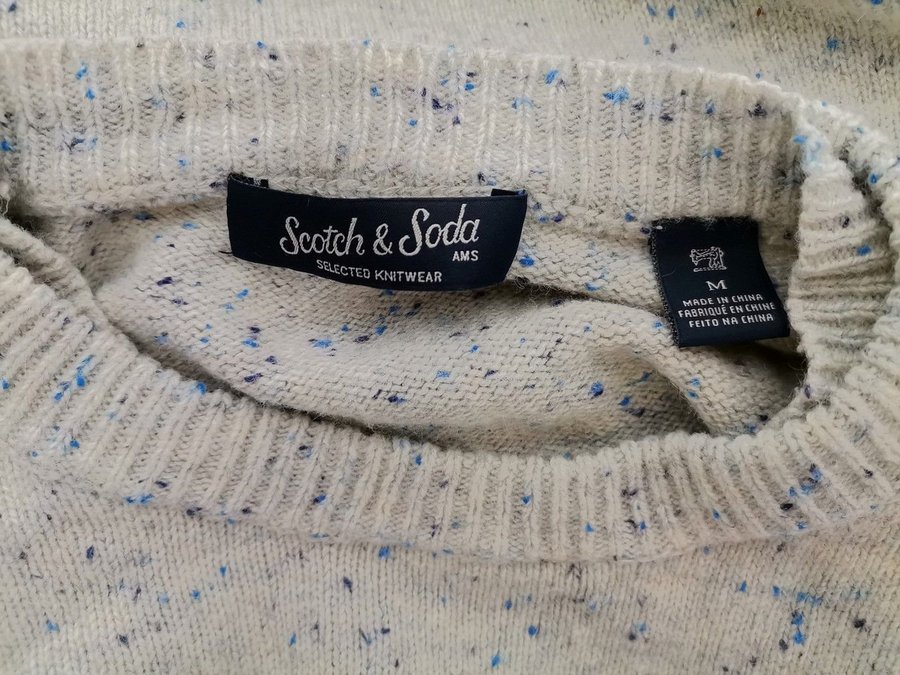 Scotch & Soda
AMS
SELECTED KNITWEAR
M
MADE IN CHINA
FABRIQUÉ EN CHINE
FEITO NA CHINA